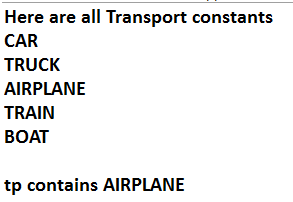 Here are all Transport constants
CAR
TRUCK
AIRPLANE
TRAIN
BOAT
tp contains AIRPLANE